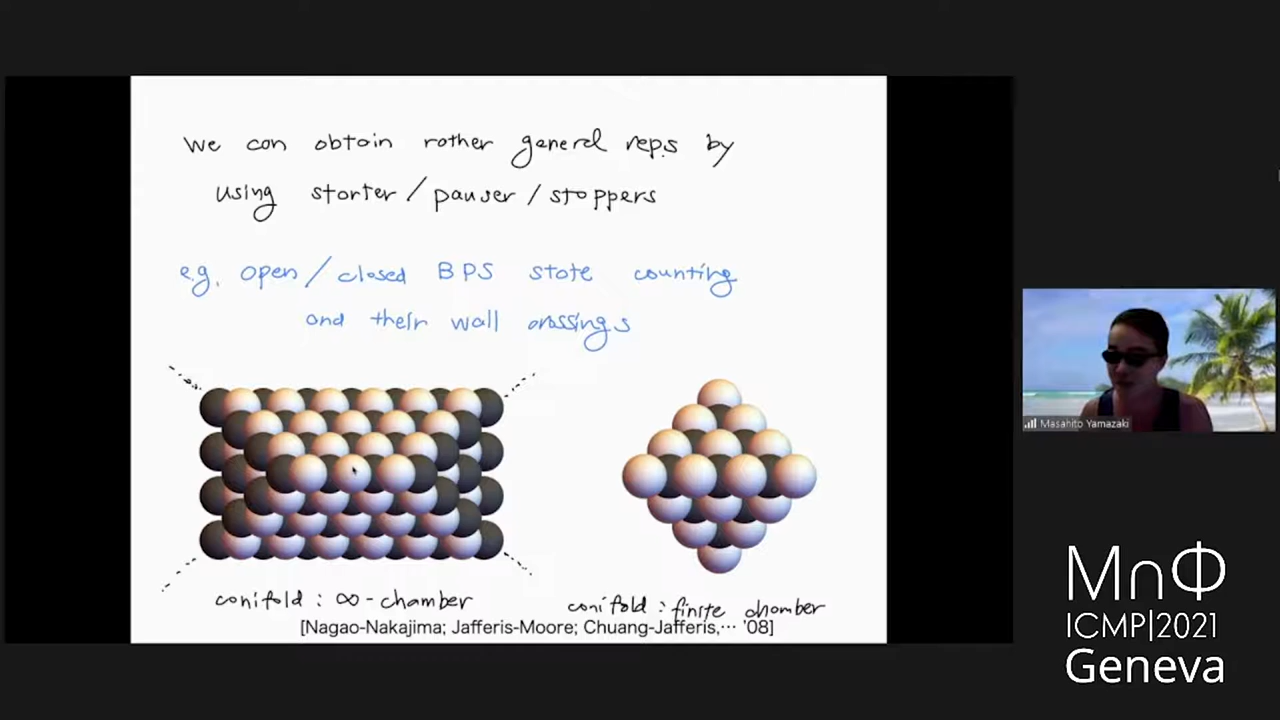 We can obtain rather general reps by
using starter / pauser / stoppers
e.g. open / closed BPS state counting
and their wall crossings
conifold : ∞-chamber
conifold : finite chamber
[Nagao-Nakajima; Jafferis-Moore; Chuang-Jafferis,⋯ '08]
Masahito Yamazaki
M∩Φ
ICMP|2021
Geneva